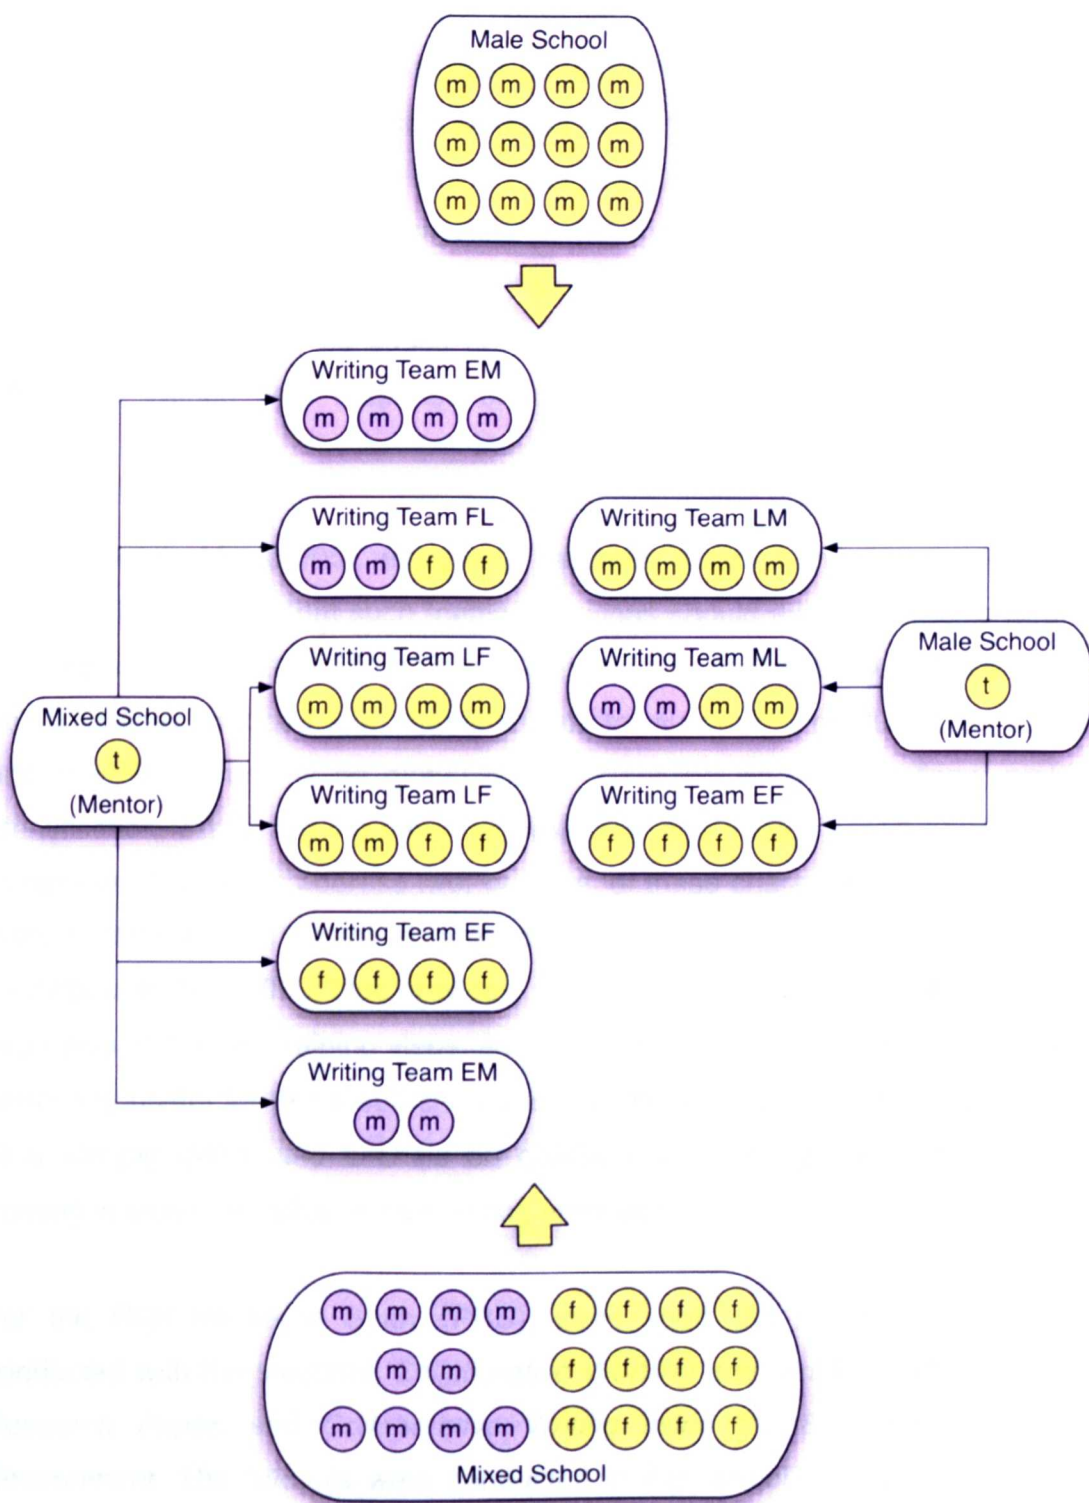 Male School
m m m m
m m m m
m m m m
Writing Team EM
m m m m
Writing Team FL
m m f f
Writing Team LM
m m m m
Writing Team LF
m m m m
Writing Team ML
m m m m
Male School
t
(Mentor)
Mixed School
t
(Mentor)
Writing Team LF
m m f f
Writing Team EF
f f f f
Writing Team EF
f f f f
Writing Team EM
m m
m m m m f f f f
m m f f f f
m m m m f f f f
Mixed School